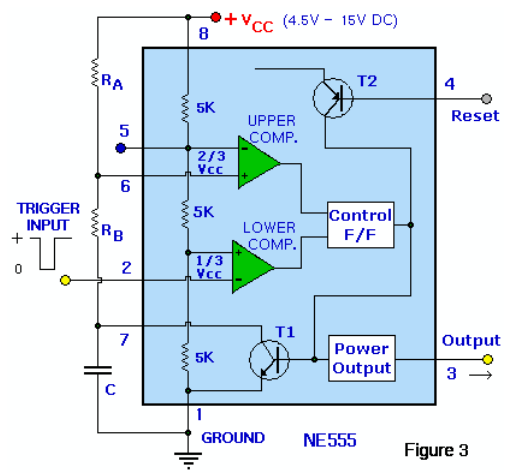 + VCC (4.5V - 15V DC)
8
T2
4
RA
5K
Reset
5
UPPER
COMP.
-
2/3
Vcc
+
6
TRIGGER
INPUT
RB
5K
LOWER
COMP.
Control
F/F
+
0
+
1/3
Vcc
-
2
7
T1
5K
Power
Output
Output
3 →
C
1
GROUND
NE555
Figure 3